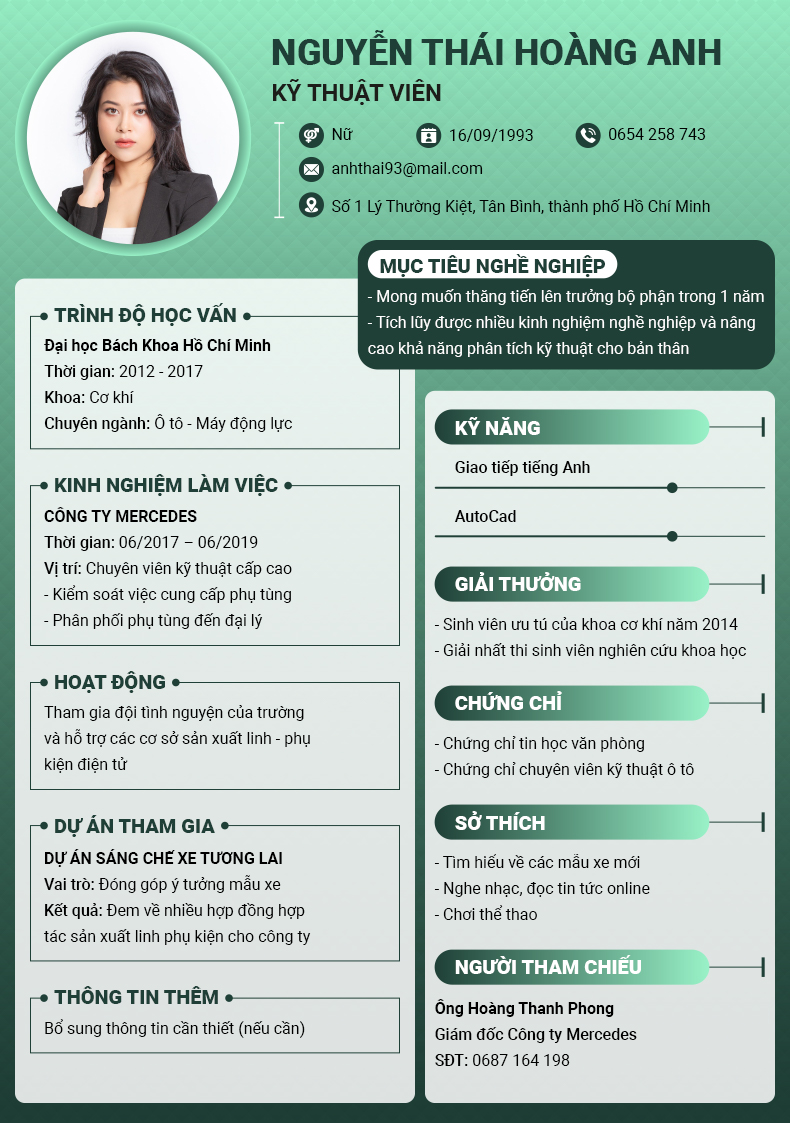 NGUYỄN THÁI HOÀNG ANH
KỸ THUẬT VIÊN
Nữ
16/09/1993
0654 258 743
anhthai93@mail.com
Số 1 Lý Thường Kiệt, Tân Bình, thành phố Hồ Chí Minh
MỤC TIÊU NGHỀ NGHIỆP
- Mong muốn thăng tiến lên trưởng bộ phận trong 1 năm
- Tích lũy được nhiều kinh nghiệm nghề nghiệp và nâng
cao khả năng phân tích kỹ thuật cho bản thân
TRÌNH ĐỘ HỌC VẤN
Đại học Bách Khoa Hồ Chí Minh
Thời gian: 2012 - 2017
Khoa: Cơ khí
Chuyên ngành: Ô tô - Máy động lực
KINH NGHIỆM LÀM VIỆC
CÔNG TY MERCEDES
Thời gian: 06/2017 – 06/2019
Vị trí: Chuyên viên kỹ thuật cấp cao
- Kiểm soát việc cung cấp phụ tùng
- Phân phối phụ tùng đến đại lý
HOẠT ĐỘNG
Tham gia đội tình nguyện của trường
và hỗ trợ các cơ sở sản xuất linh - phụ
kiện điện tử
DỰ ÁN THAM GIA
DỰ ÁN SÁNG CHẾ XE TƯƠNG LAI
Vai trò: Đóng góp ý tưởng mẫu xe
Kết quả: Đem về nhiều hợp đồng hợp
tác sản xuất linh phụ kiện cho công ty
THÔNG TIN THÊM
Bổ sung thông tin cần thiết (nếu cần)
KỸ NĂNG
Giao tiếp tiếng Anh
AutoCad
GIẢI THƯỞNG
- Sinh viên ưu tú của khoa cơ khí năm 2014
- Giải nhất thi sinh viên nghiên cứu khoa học
CHỨNG CHỈ
- Chứng chỉ tin học văn phòng
- Chứng chỉ chuyên viên kỹ thuật ô tô
SỞ THÍCH
- Tìm hiểu về các mẫu xe mới
- Nghe nhạc, đọc tin tức online
- Chơi thể thao
NGƯỜI THAM CHIẾU
Ông Hoàng Thanh Phong
Giám đốc Công ty Mercedes
SĐT: 0687 164 198